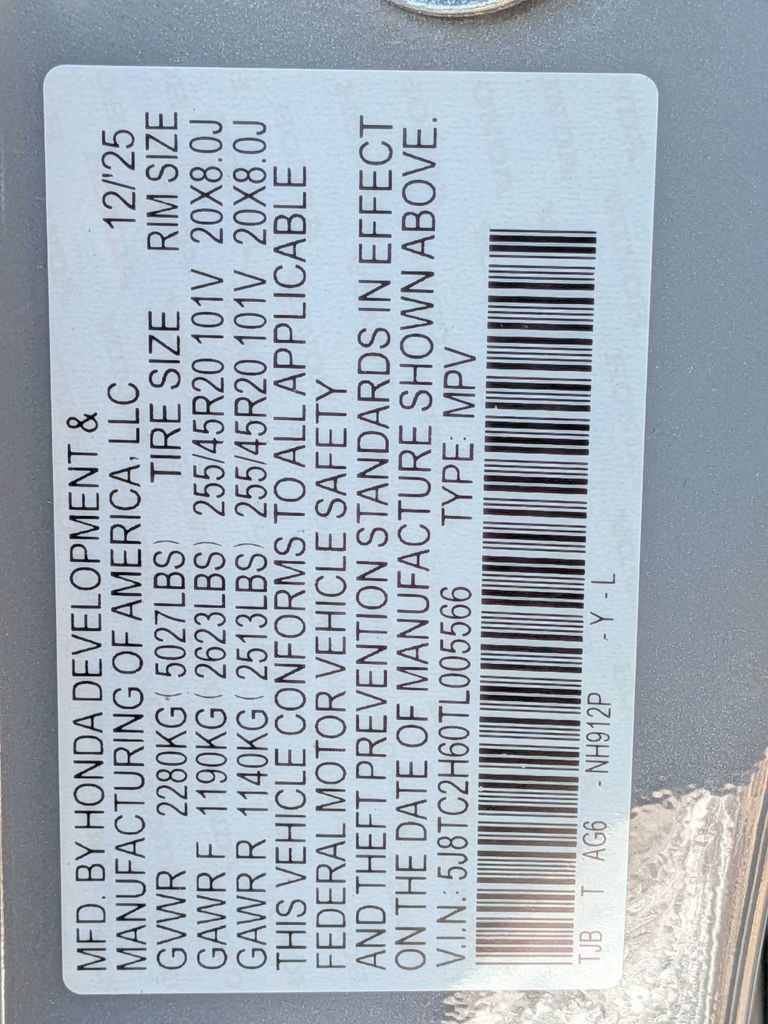 MFD. BY HONDA DEVELOPMENT &
MANUFACTURING OF AMERICA, LLC 12/'25
GVWR 2280KG (5027LBS) TIRE SIZE RIM SIZE
GAWR F 1190KG (2623LBS) 255/45R20 101V 20X8.0J
GAWR R 1140KG (2513LBS) 255/45R20 101V 20X8.0J
THIS VEHICLE CONFORMS TO ALL APPLICABLE
FEDERAL MOTOR VEHICLE SAFETY
AND THEFT PREVENTION STANDARDS IN EFFECT
ON THE DATE OF MANUFACTURE SHOWN ABOVE.
V.I.N.: 5J8TC2H60TL005566 TYPE: MPV
TJB T AG6 - NH912P - Y - L